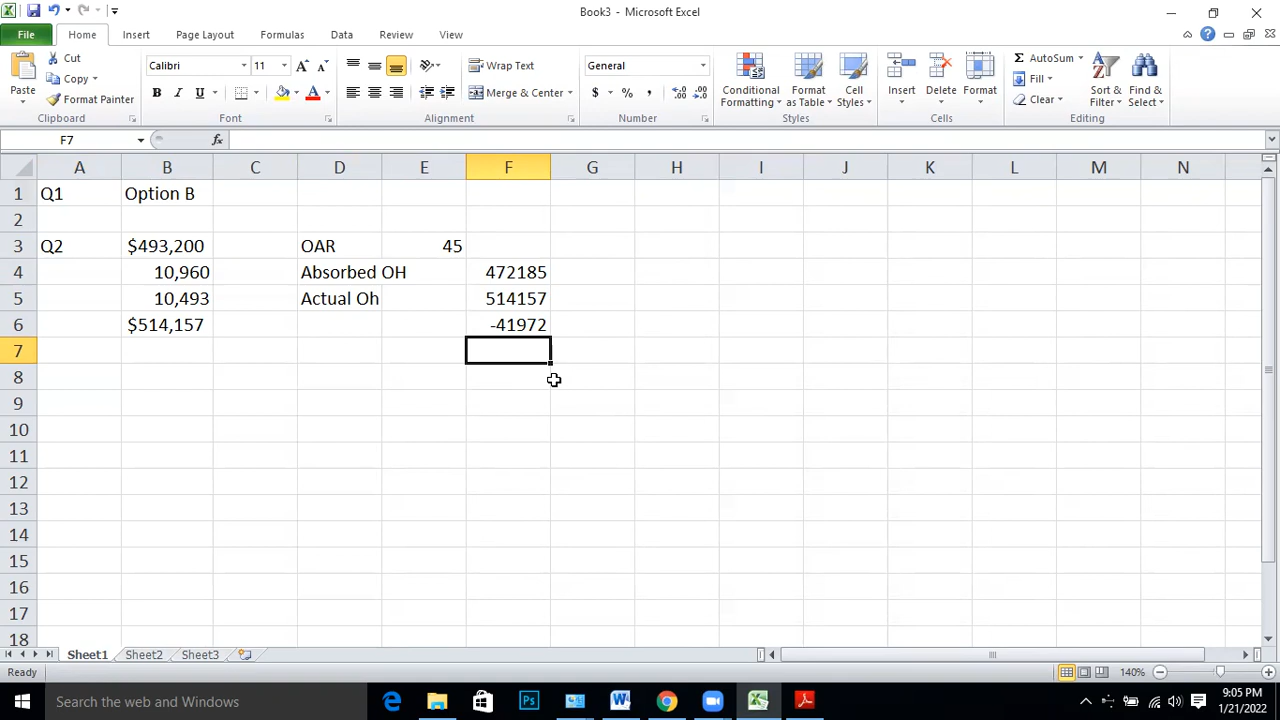 Book3 - Microsoft Excel
File Home Insert Page Layout Formulas Data Review View
Paste
Cut
Copy
Format Painter
Clipboard
Calibri 11 A A
B I U A
Font
Wrap Text
Merge & Center
Alignment
General
$ % , .0 .00 .00 .0
Number
Conditional Formatting
Format as Table
Cell Styles
Styles
Insert Delete Format
Cells
Σ AutoSum
Fill
Clear
Sort & Filter
Find & Select
Editing
F7 fx
A B C D E F G H I J K L M N
1 Q1 Option B
2
3 Q2 $493,200 OAR 45
4 10,960 Absorbed OH 472185
5 10,493 Actual Oh 514157
6 $514,157 -41972
7
8
9
10
11
12
13
14
15
16
17
18
Sheet1 Sheet2 Sheet3
Ready 140%
Search the web and Windows
9:05 PM
1/21/2022